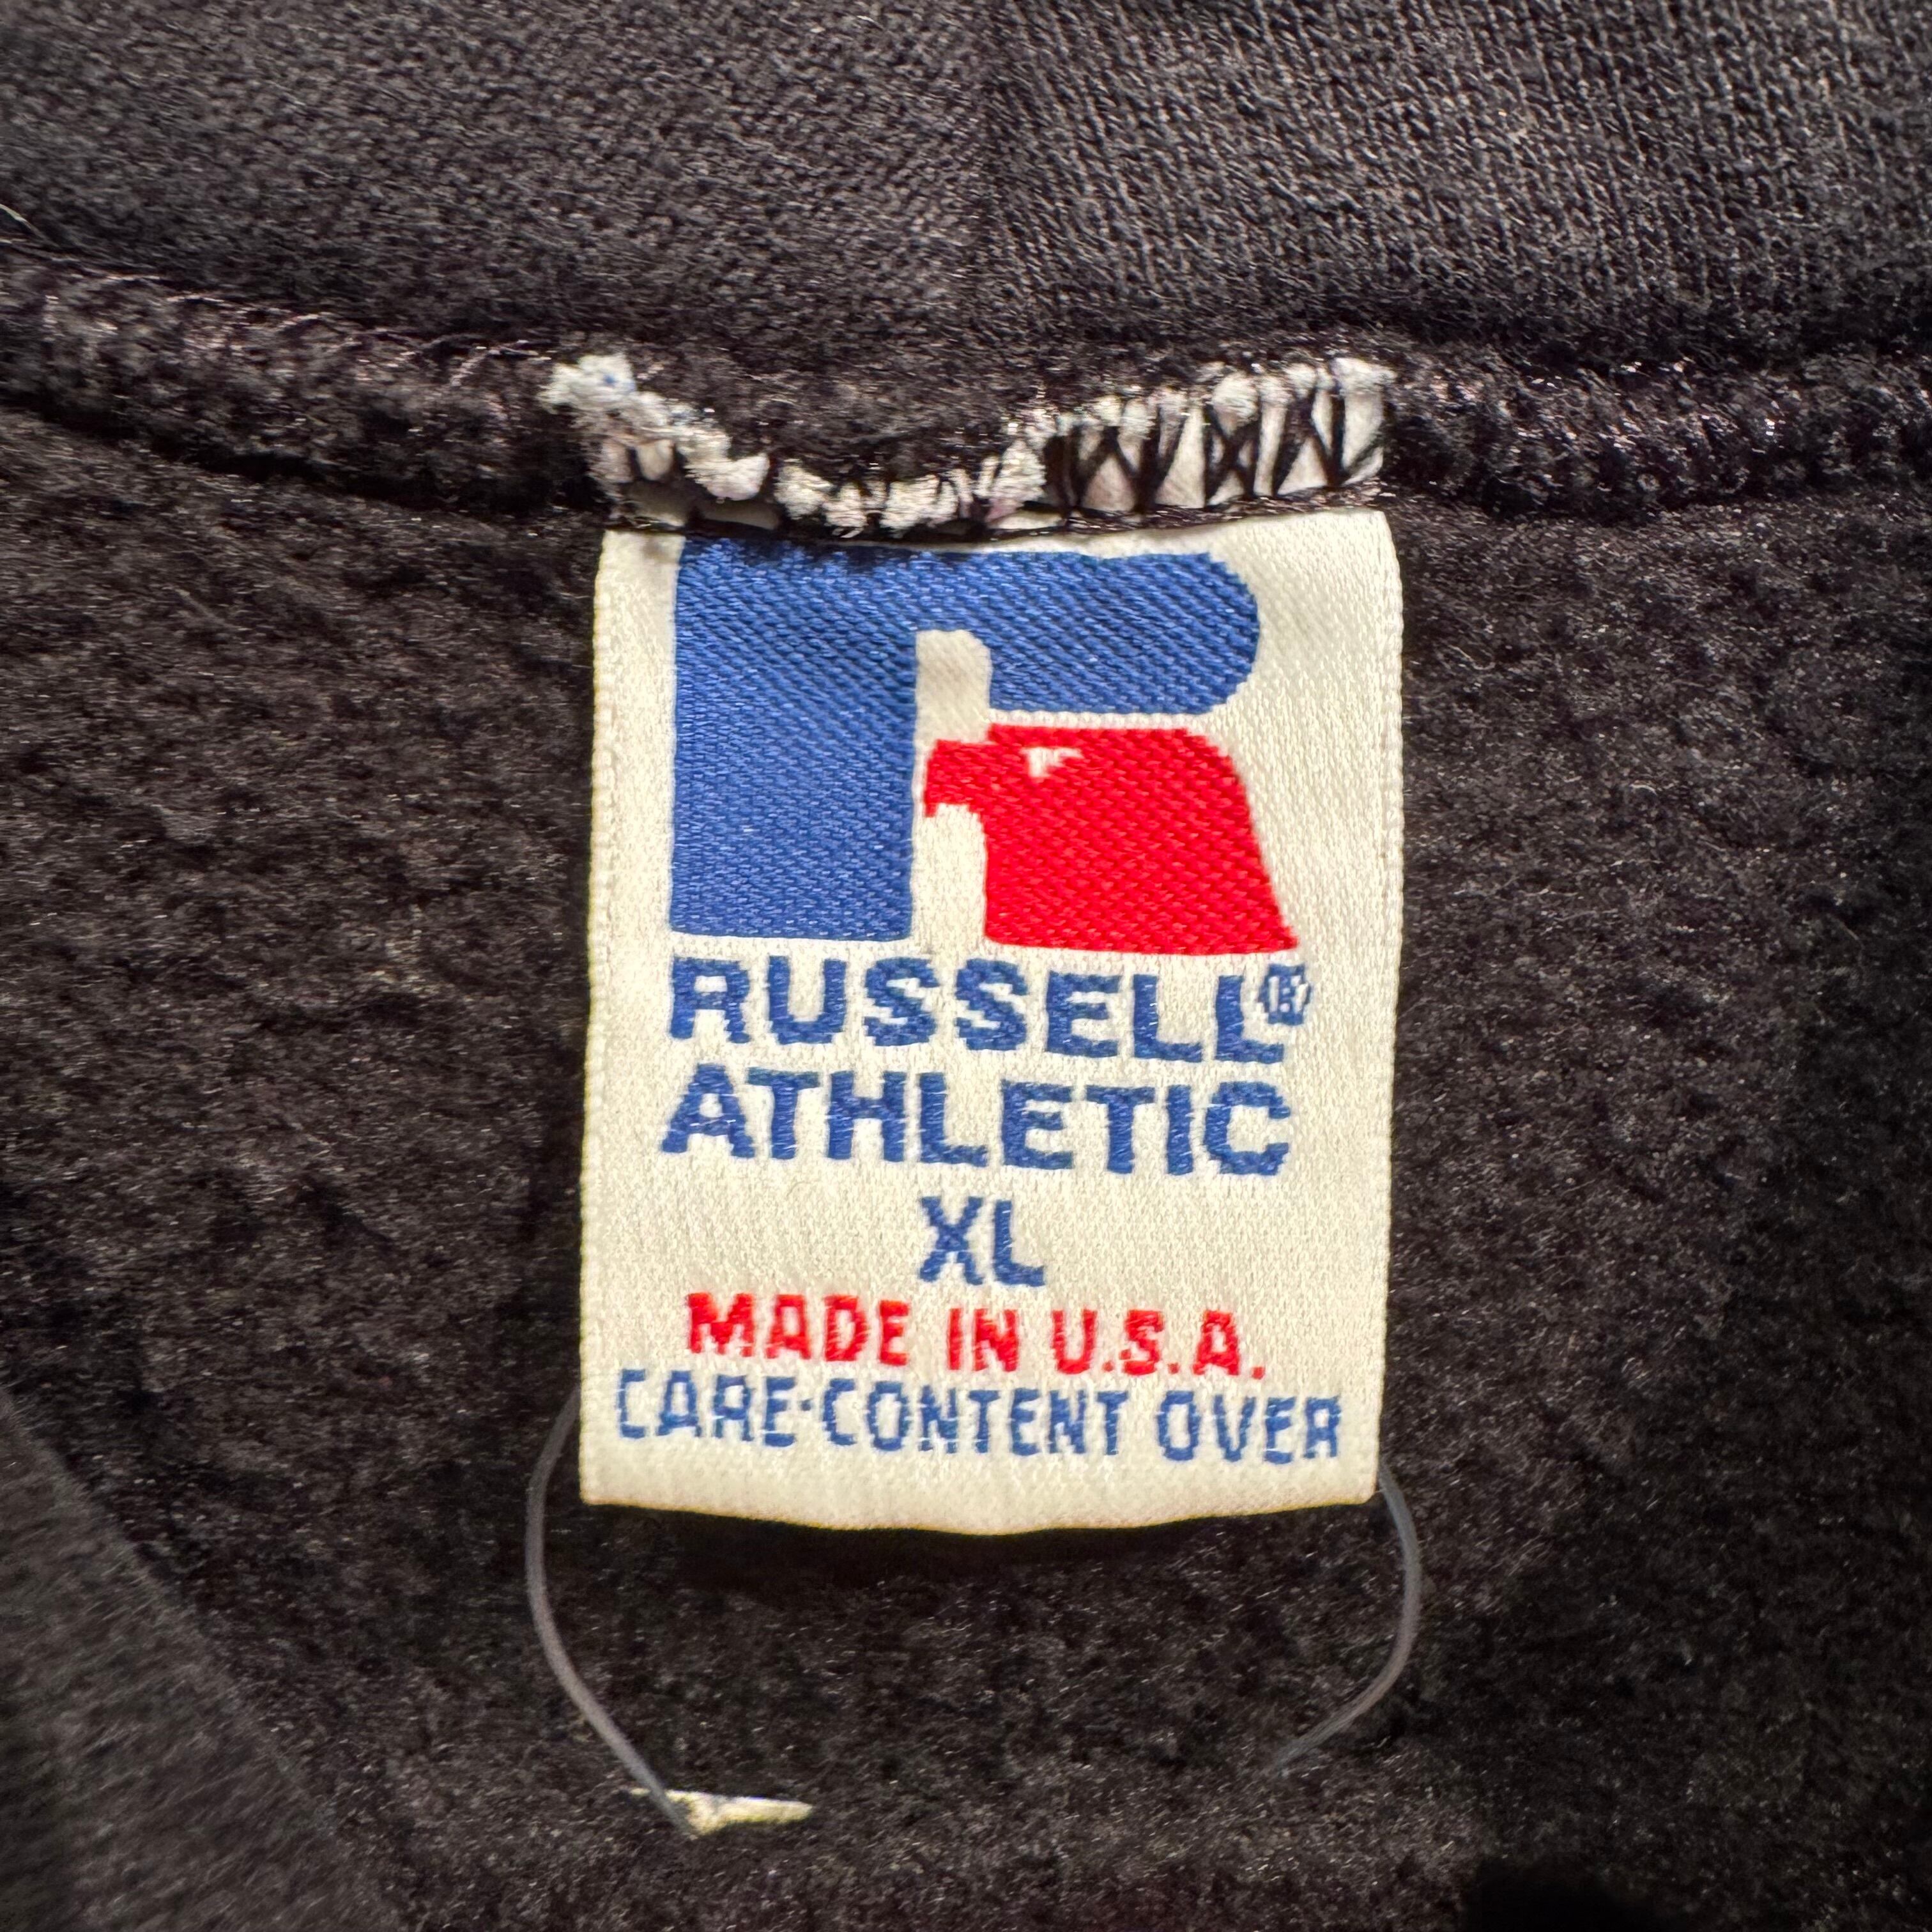 RUSSELL®
ATHLETIC
XL
MADE IN U.S.A.
CARE·CONTENT OVER